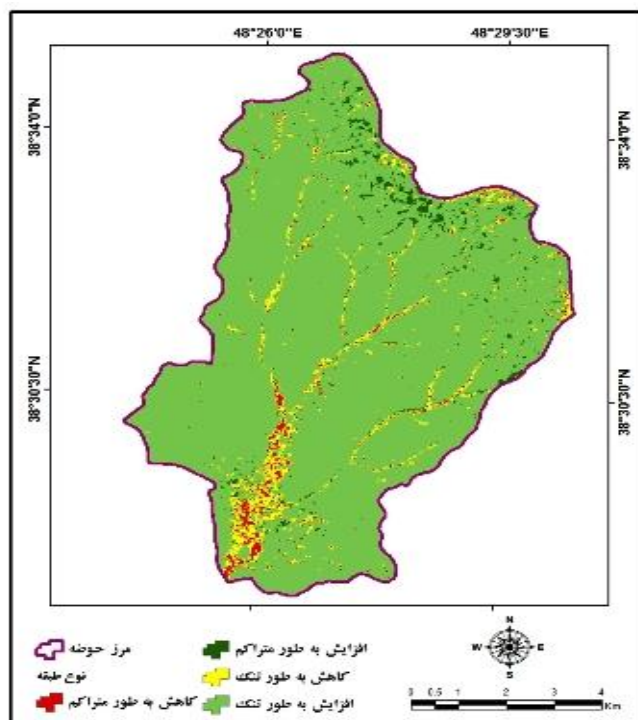 48°26'0"E 48°29'30"E
38°34'0"N 38°34'0"N
38°30'30"N 38°30'30"N
مرز حوضه
نوع طبقه
کاهش به طور متراکم
افزایش به طور متراکم
کاهش به طور تنک
افزایش به طور تنک
N
W E
S
0 0.5 1 2 3 4
Km